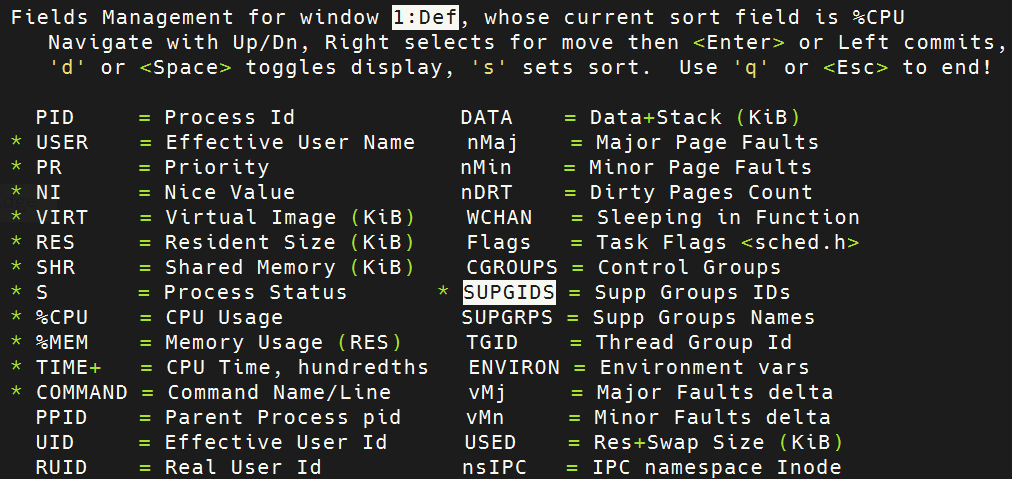 Fields Management for window 1:Def, whose current sort field is %CPU
Navigate with Up/Dn, Right selects for move then <Enter> or Left commits,
'd' or <Space> toggles display, 's' sets sort.  Use 'q' or <Esc> to end!
  PID     = Process Id             DATA    = Data+Stack (KiB)
* USER    = Effective User Name    nMaj    = Major Page Faults
* PR      = Priority               nMin    = Minor Page Faults
* NI      = Nice Value             nDRT    = Dirty Pages Count
* VIRT    = Virtual Image (KiB)    WCHAN   = Sleeping in Function
* RES     = Resident Size (KiB)    Flags   = Task Flags <sched.h>
* SHR     = Shared Memory (KiB)    CGROUPS = Control Groups
* S       = Process Status       * SUPGIDS = Supp Groups IDs
* %CPU    = CPU Usage              SUPGRPS = Supp Groups Names
* %MEM    = Memory Usage (RES)     TGID    = Thread Group Id
* TIME+   = CPU Time, hundredths   ENVIRON = Environment vars
* COMMAND = Command Name/Line      vMj     = Major Faults delta
  PPID    = Parent Process pid     vMn     = Minor Faults delta
  UID     = Effective User Id      USED    = Res+Swap Size (KiB)
  RUID    = Real User Id           nsIPC   = IPC namespace Inode